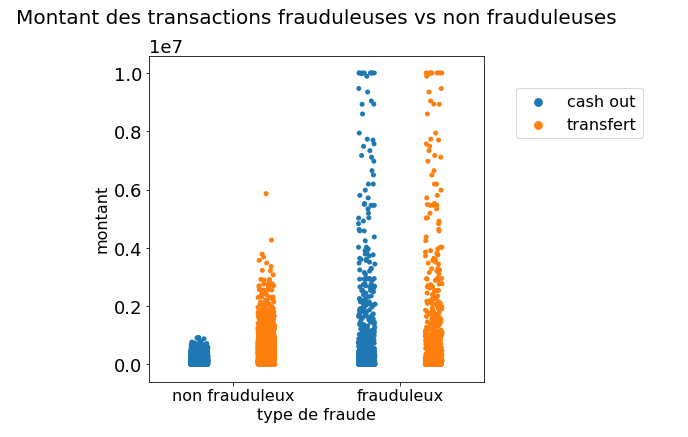 Montant des transactions frauduleuses vs non frauduleuses
1e7
1.0
0.8
0.6
0.4
0.2
0.0
montant
non frauduleux
frauduleux
type de fraude
cash out
transfert